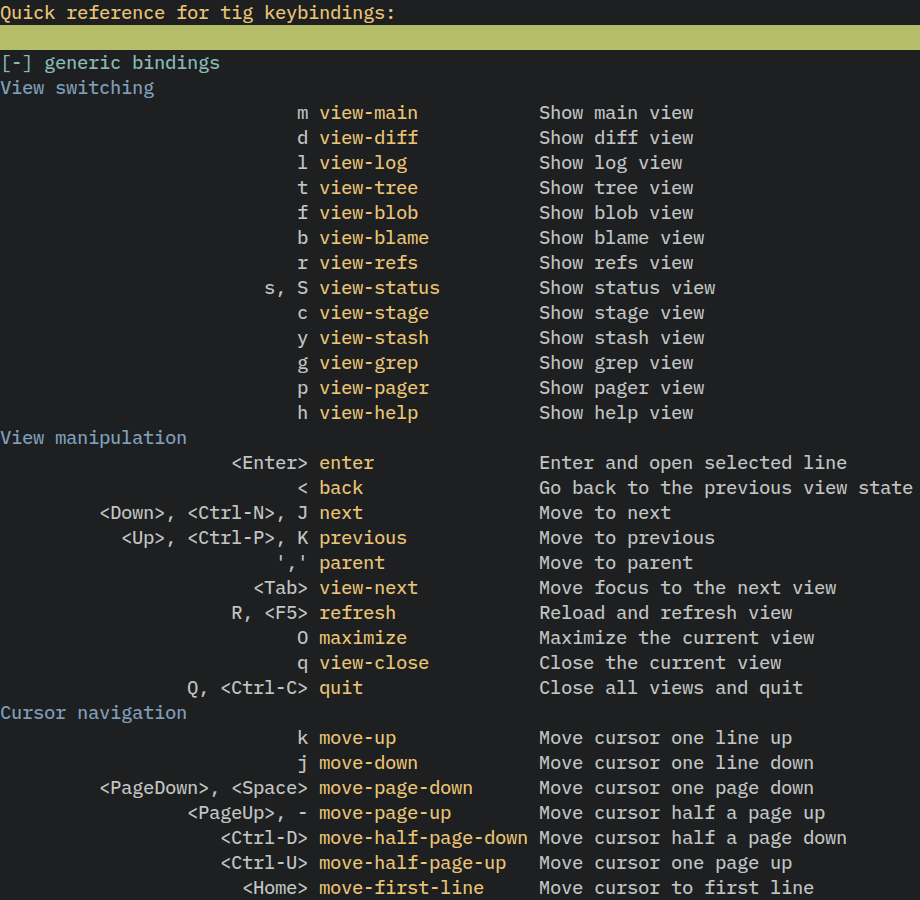 Quick reference for tig keybindings:
[-] generic bindings
View switching
m view-main Show main view
d view-diff Show diff view
l view-log Show log view
t view-tree Show tree view
f view-blob Show blob view
b view-blame Show blame view
r view-refs Show refs view
s, S view-status Show status view
c view-stage Show stage view
y view-stash Show stash view
g view-grep Show grep view
p view-pager Show pager view
h view-help Show help view
View manipulation
<Enter> enter Enter and open selected line
< back Go back to the previous view state
<Down>, <Ctrl-N>, J next Move to next
<Up>, <Ctrl-P>, K previous Move to previous
',' parent Move to parent
<Tab> view-next Move focus to the next view
R, <F5> refresh Reload and refresh view
O maximize Maximize the current view
q view-close Close the current view
Q, <Ctrl-C> quit Close all views and quit
Cursor navigation
k move-up Move cursor one line up
j move-down Move cursor one line down
<PageDown>, <Space> move-page-down Move cursor one page down
<PageUp>, - move-page-up Move cursor half a page up
<Ctrl-D> move-half-page-down Move cursor half a page down
<Ctrl-U> move-half-page-up Move cursor one page up
<Home> move-first-line Move cursor to first line